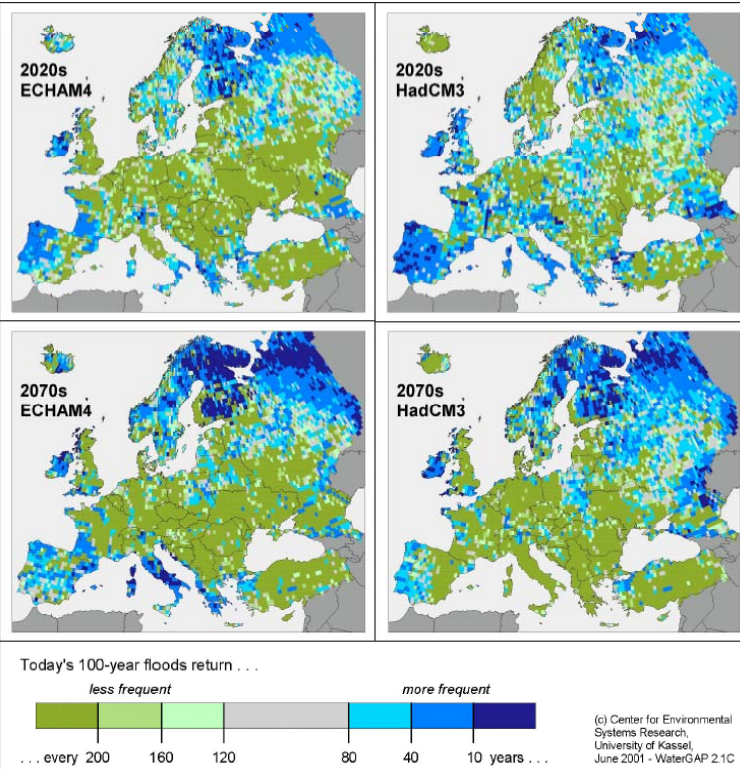 2020s
ECHAM4
2020s
HadCM3
2070s
ECHAM4
2070s
HadCM3
Today's 100-year floods return . . .
less frequent
more frequent
. . . every 200 160 120 80 40 10 years . . .
(c) Center for Environmental
Systems Research,
University of Kassel,
June 2001 - WaterGAP 2.1C